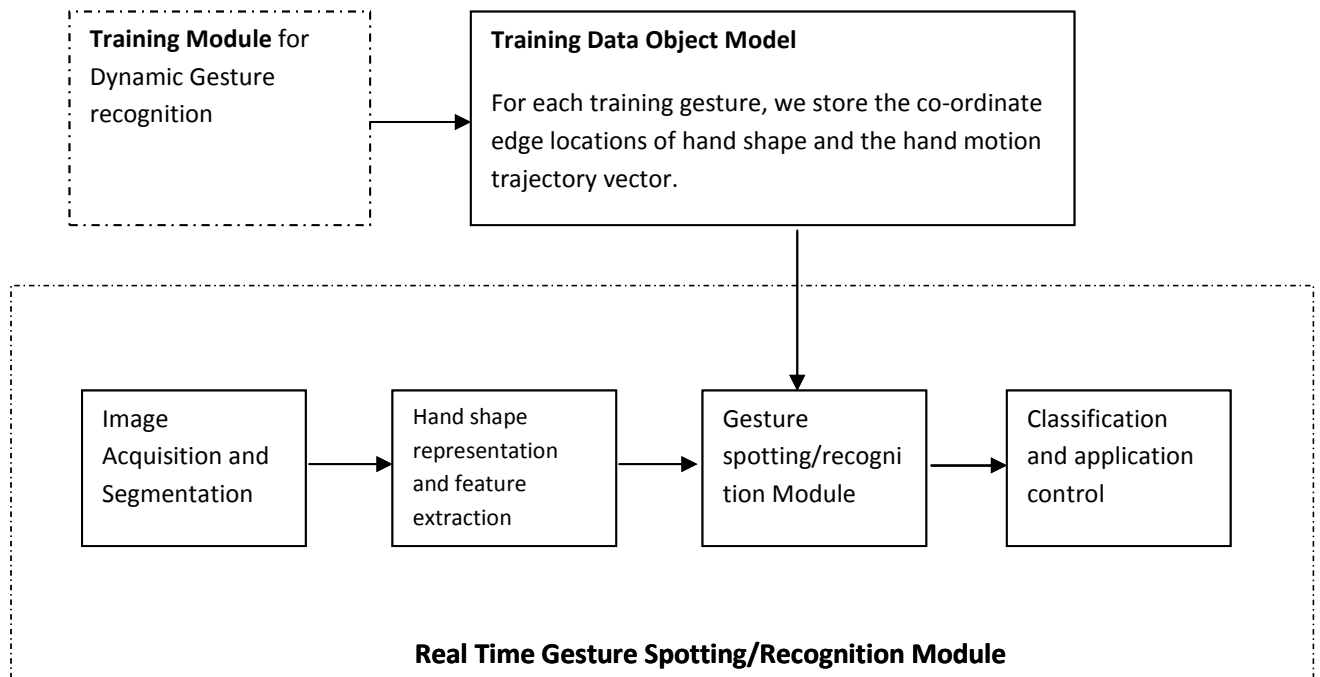 Training Module for
Dynamic Gesture
recognition
Training Data Object Model
For each training gesture, we store the co-ordinate
edge locations of hand shape and the hand motion
trajectory vector.
Image
Acquisition and
Segmentation
Hand shape
representation
and feature
extraction
Gesture
spotting/recogni
tion Module
Classification
and application
control
Real Time Gesture Spotting/Recognition Module